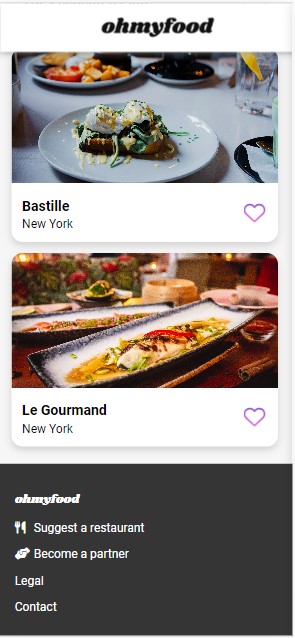 ohmyfood
Bastille
New York
Le Gourmand
New York
ohmyfood
Suggest a restaurant
Become a partner
Legal
Contact